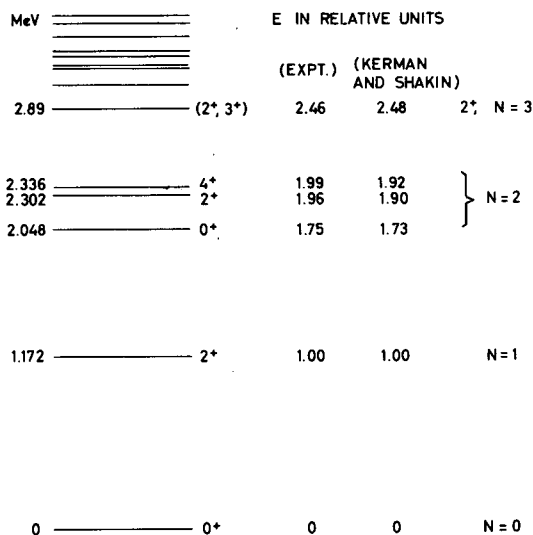 MeV E IN RELATIVE UNITS
(EXPT.) (KERMAN
AND SHAKIN)
2.89 (2+, 3+) 2.46 2.48 2+, N = 3
2.336 4+ 1.99 1.92
2.302 2+ 1.96 1.90 N = 2
2.048 0+ 1.75 1.73
1.172 2+ 1.00 1.00 N = 1
0 0+ 0 0 N = 0